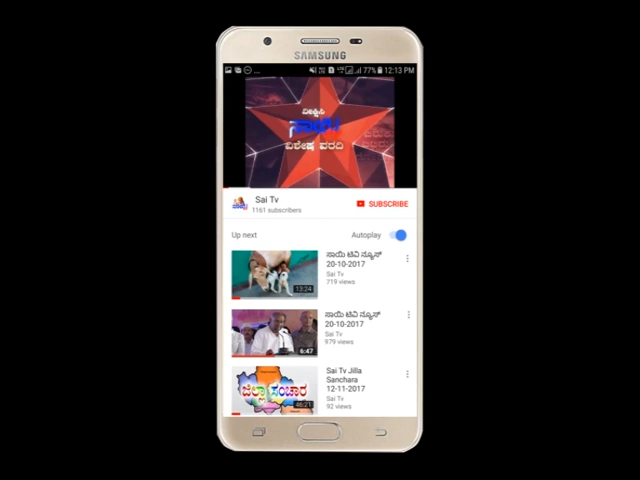 SAMSUNG
77% 12:13 PM
ವೀಕ್ಷಿಸಿ
ವಿಶೇಷ ವರದಿ
Sai Tv
1161 subscribers
SUBSCRIBE
Up next
Autoplay
ಸಾಯಿ ಟಿವಿ ನ್ಯೂಸ್
20-10-2017
Sai Tv
719 views
13:24
ಸಾಯಿ ಟಿವಿ ನ್ಯೂಸ್
20-10-2017
Sai Tv
979 views
6:47
Sai Tv Jilla
Sanchara
12-11-2017
Sai Tv
92 views
ಜಿಲ್ಲಾ ಸಂಚಾರ
46:21